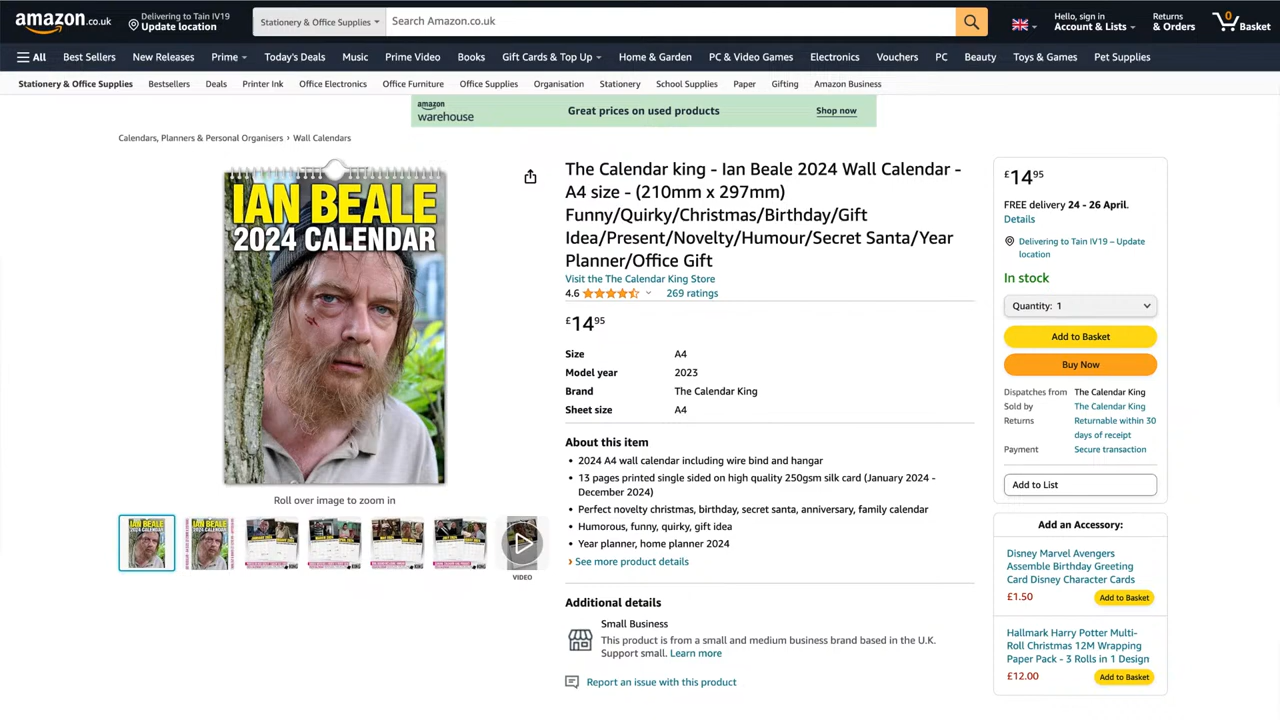 amazon.co.uk
Delivering to Tain IV19
Update location
Stationery & Office Supplies
Search Amazon.co.uk
Hello, sign in
Account & Lists
Returns
& Orders
0
Basket
All
Best Sellers
New Releases
Prime
Today's Deals
Music
Prime Video
Books
Gift Cards & Top Up
Home & Garden
PC & Video Games
Electronics
Vouchers
PC
Beauty
Toys & Games
Pet Supplies
Stationery & Office Supplies
Bestsellers
Deals
Printer Ink
Office Electronics
Office Furniture
Office Supplies
Organisation
Stationery
School Supplies
Paper
Gifting
Amazon Business
amazon
warehouse
Great prices on used products
Shop now
Calendars, Planners & Personal Organisers › Wall Calendars
IAN BEALE
2024 CALENDAR
Roll over image to zoom in
VIDEO
The Calendar king - Ian Beale 2024 Wall Calendar -
A4 size - (210mm x 297mm)
Funny/Quirky/Christmas/Birthday/Gift
Idea/Present/Novelty/Humour/Secret Santa/Year
Planner/Office Gift
Visit the The Calendar King Store
4.6
269 ratings
£1495
Size A4
Model year 2023
Brand The Calendar King
Sheet size A4
About this item
• 2024 A4 wall calendar including wire bind and hangar
• 13 pages printed single sided on high quality 250gsm silk card (January 2024 -
December 2024)
• Perfect novelty christmas, birthday, secret santa, anniversary, family calendar
• Humorous, funny, quirky, gift idea
• Year planner, home planner 2024
› See more product details
Additional details
Small Business
This product is from a small and medium business brand based in the U.K.
Support small. Learn more
Report an issue with this product
£1495
FREE delivery 24 - 26 April.
Details
Delivering to Tain IV19 – Update
location
In stock
Quantity: 1
Add to Basket
Buy Now
Dispatches from The Calendar King
Sold by The Calendar King
Returns Returnable within 30
days of receipt
Payment Secure transaction
Add to List
Add an Accessory:
Disney Marvel Avengers
Assemble Birthday Greeting
Card Disney Character Cards
£1.50
Add to Basket
Hallmark Harry Potter Multi-
Roll Christmas 12M Wrapping
Paper Pack - 3 Rolls in 1 Design
£12.00
Add to Basket